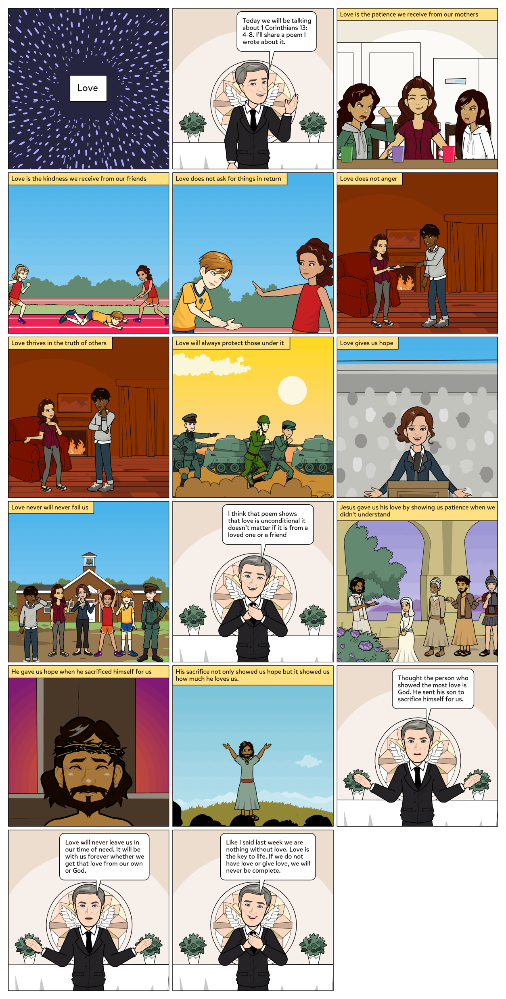 Love
Today we will be talking
about 1 Corinthians 13:
4-8. I'll share a poem I
wrote about it.
Love is the patience we receive from our mothers
Love is the kindness we receive from our friends
Love does not ask for things in return
Love does not anger
Love thrives in the truth of others
Love will always protect those under it
Love gives us hope
Love never will never fail us
I think that poem shows
that love is unconditional it
doesn't matter if it is from a
loved one or a friend
Jesus gave us his love by showing us patience when we
didn't understand
He gave us hope when he sacrificed himself for us
His sacrifice not only showed us hope but it showed us
how much he loves us.
Thought the person who
showed the most love is
God. He sent his son to
sacrifice himself for us.
Love will never leave us in
our time of need. It will be
with us forever whether we
get that love from our own
or God.
Like I said last week we are
nothing without love. Love is
the key to life. If we do not
have love or give love, we will
never be complete.